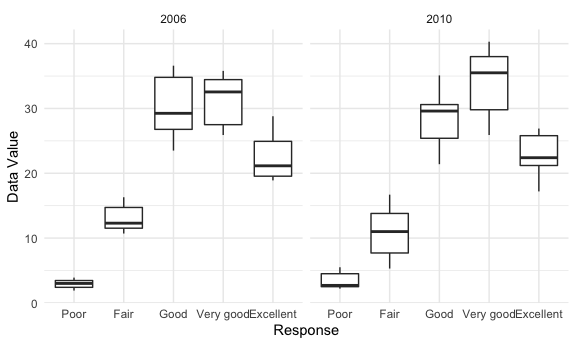 2006 2010
40
30
20
10
0
Data Value
Poor Fair Good Very good Excellent Poor Fair Good Very good Excellent
Response